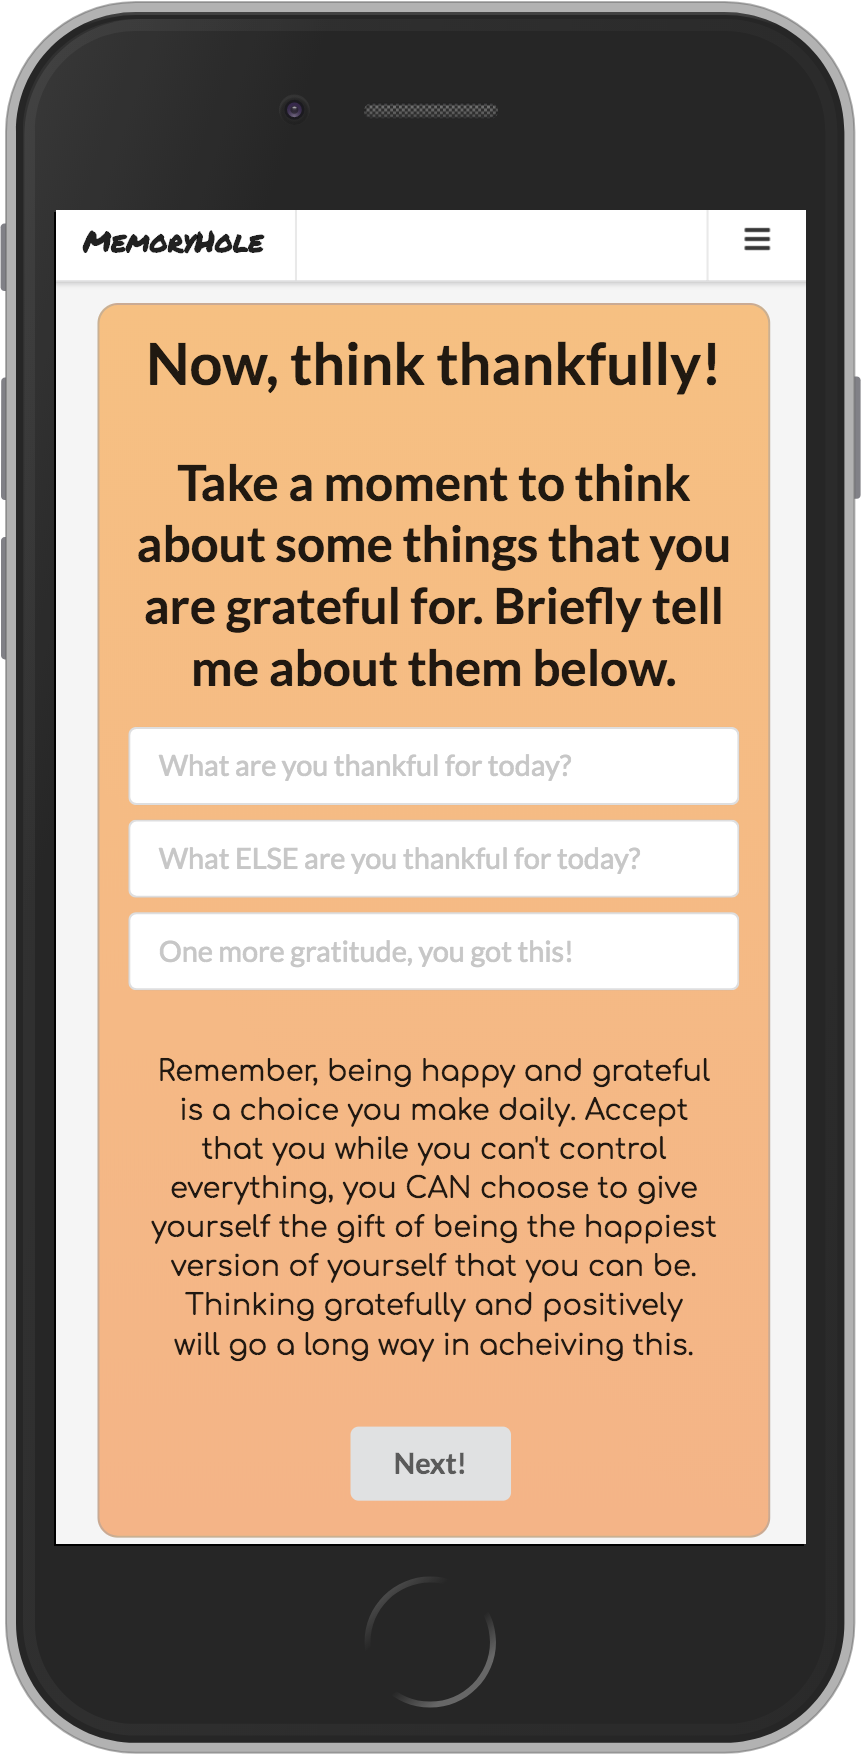 MemoryHole
Now, think thankfully!
Take a moment to think
about some things that you
are grateful for. Briefly tell
me about them below.
What are you thankful for today?
What ELSE are you thankful for today?
One more gratitude, you got this!
Remember, being happy and grateful
is a choice you make daily. Accept
that you while you can't control
everything, you CAN choose to give
yourself the gift of being the happiest
version of yourself that you can be.
Thinking gratefully and positively
will go a long way in acheiving this.
Next!